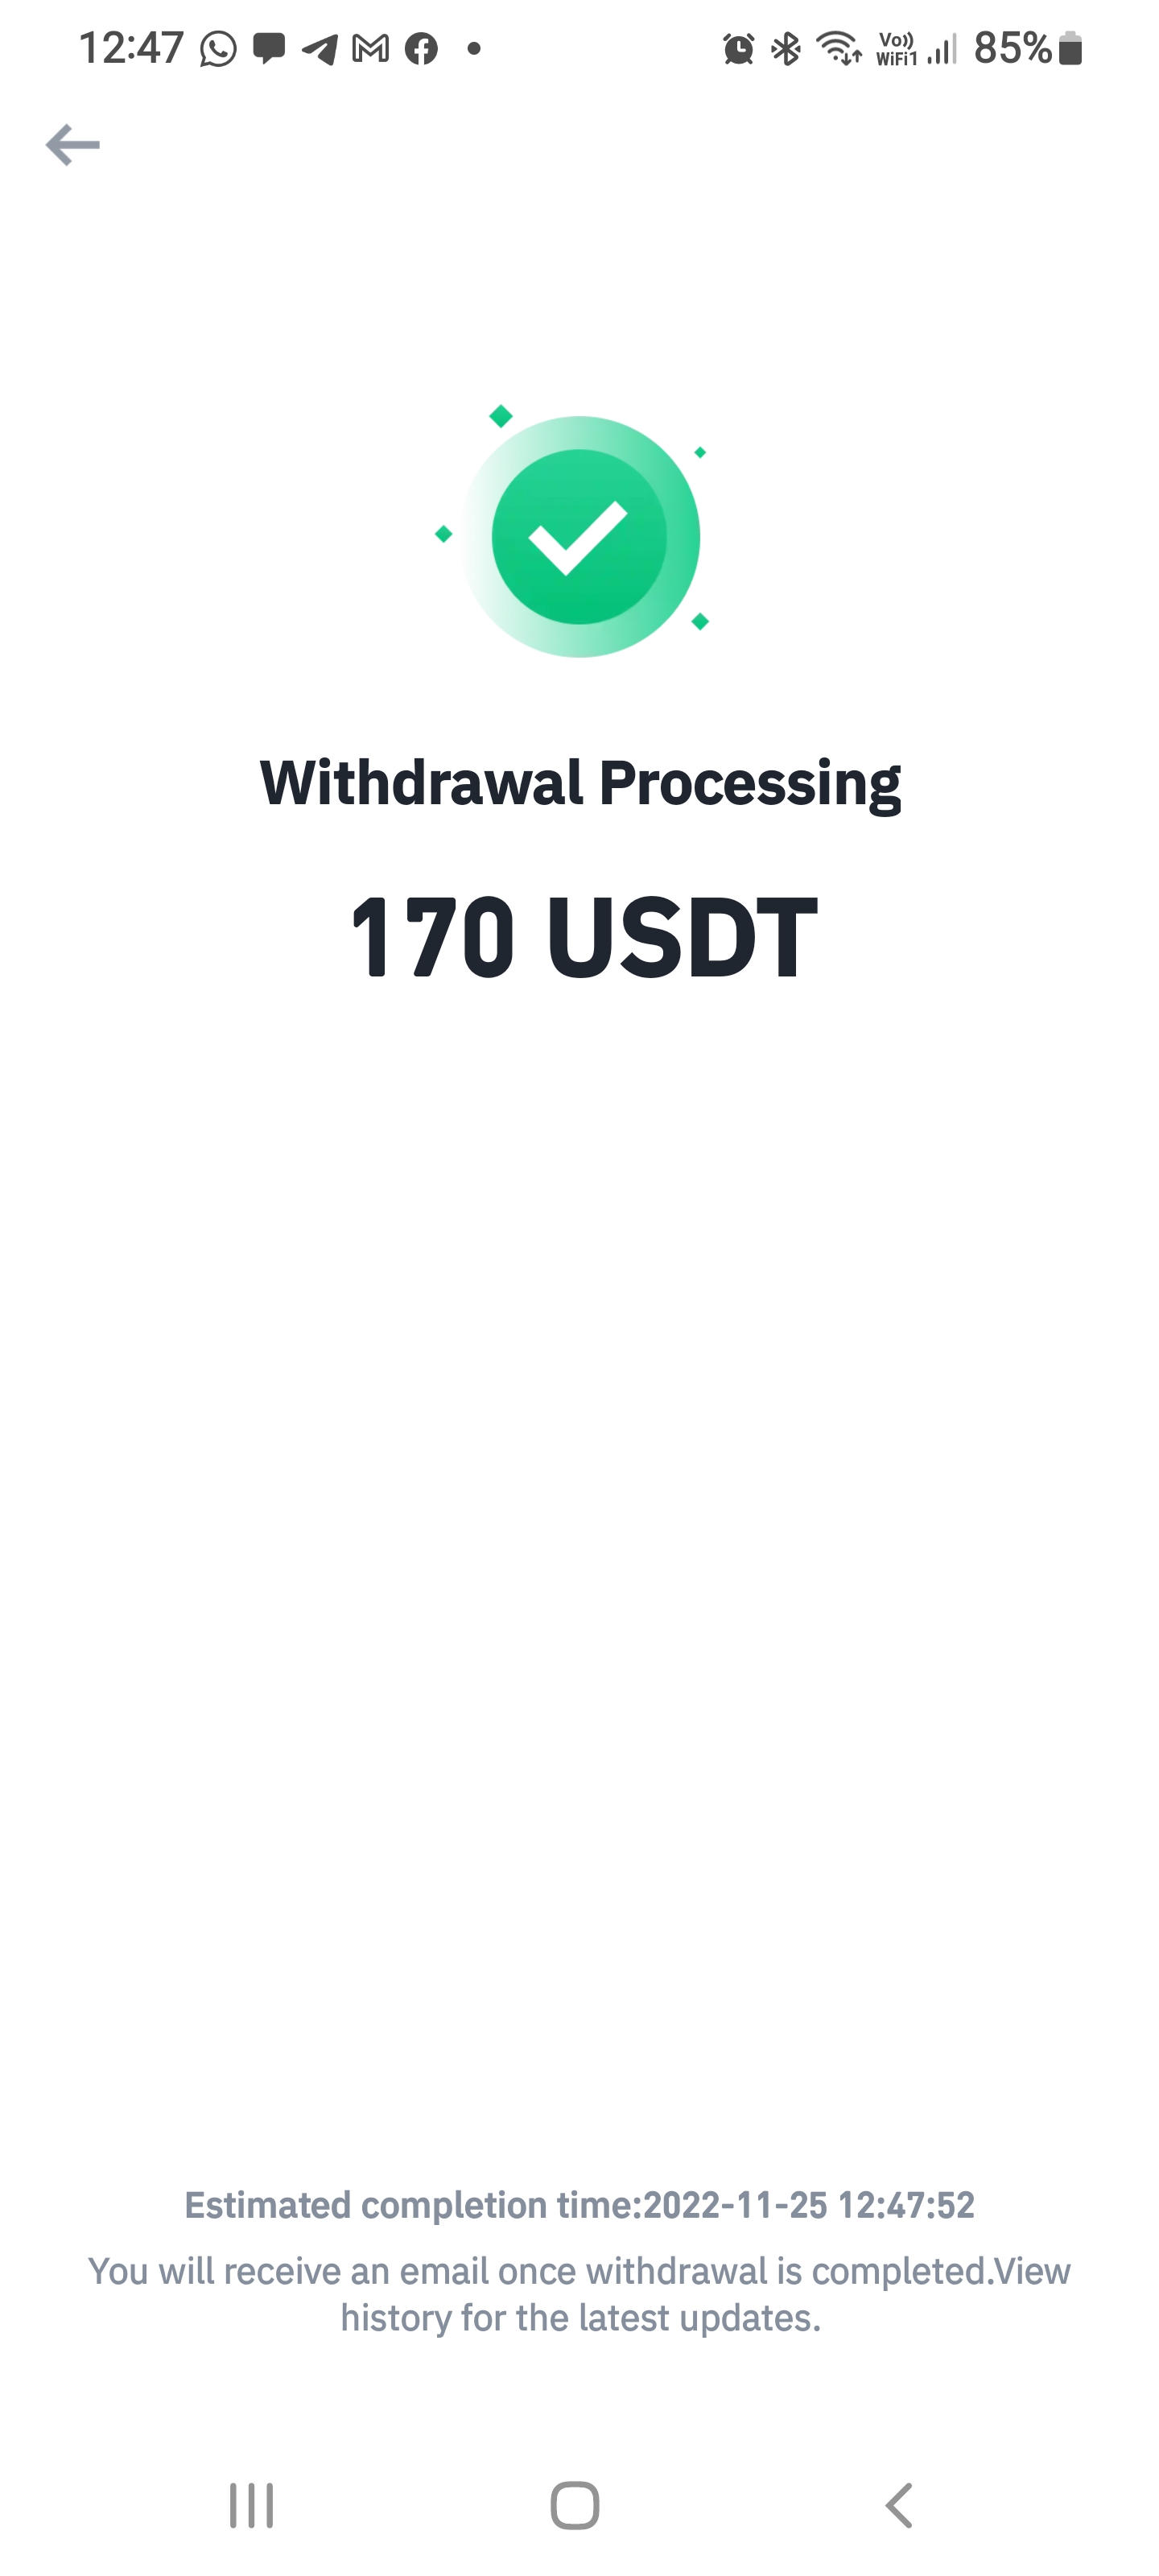 12:47 Vo)) WiFi1 85%
Withdrawal Processing
170 USDT
Estimated completion time:2022-11-25 12:47:52
You will receive an email once withdrawal is completed.View
history for the latest updates.